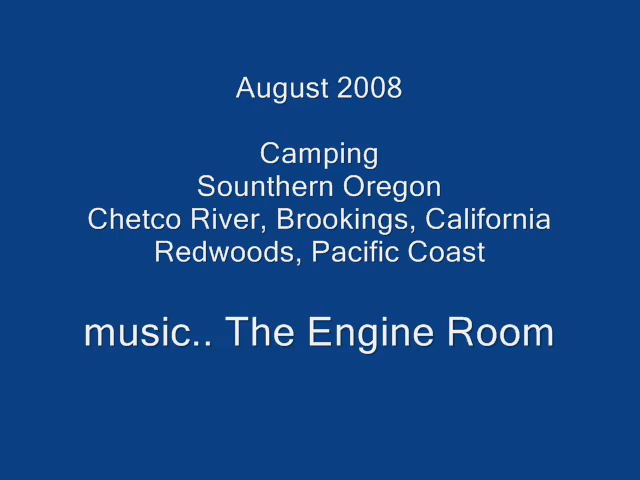 August 2008
Camping
Sounthern Oregon
Chetco River, Brookings, California
Redwoods, Pacific Coast
music.. The Engine Room